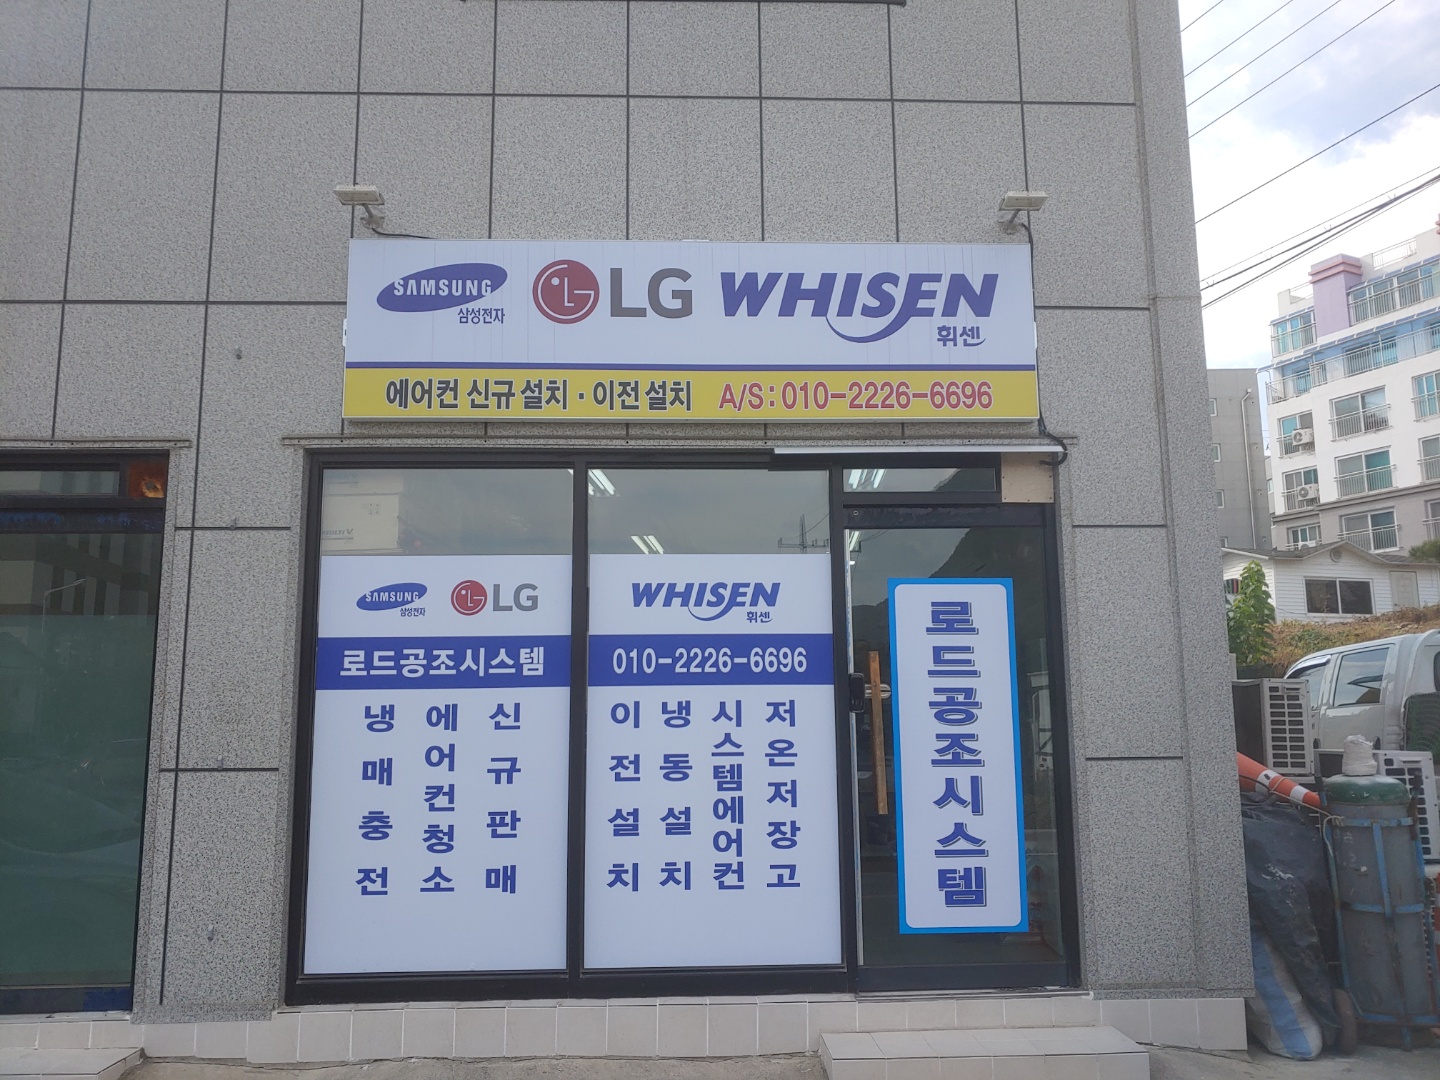 SAMSUNG
삼성전자
LG
WHISEN
휘센
에어컨 신규설치 · 이전설치 A/S : 010-2226-6696
SAMSUNG
삼성전자
LG
로드공조시스템
냉매충전
에어컨청소
신규판매
WHISEN
휘센
010-2226-6696
이전설치
냉동설치
시스템에어컨
저온저장고
로드공조시스템